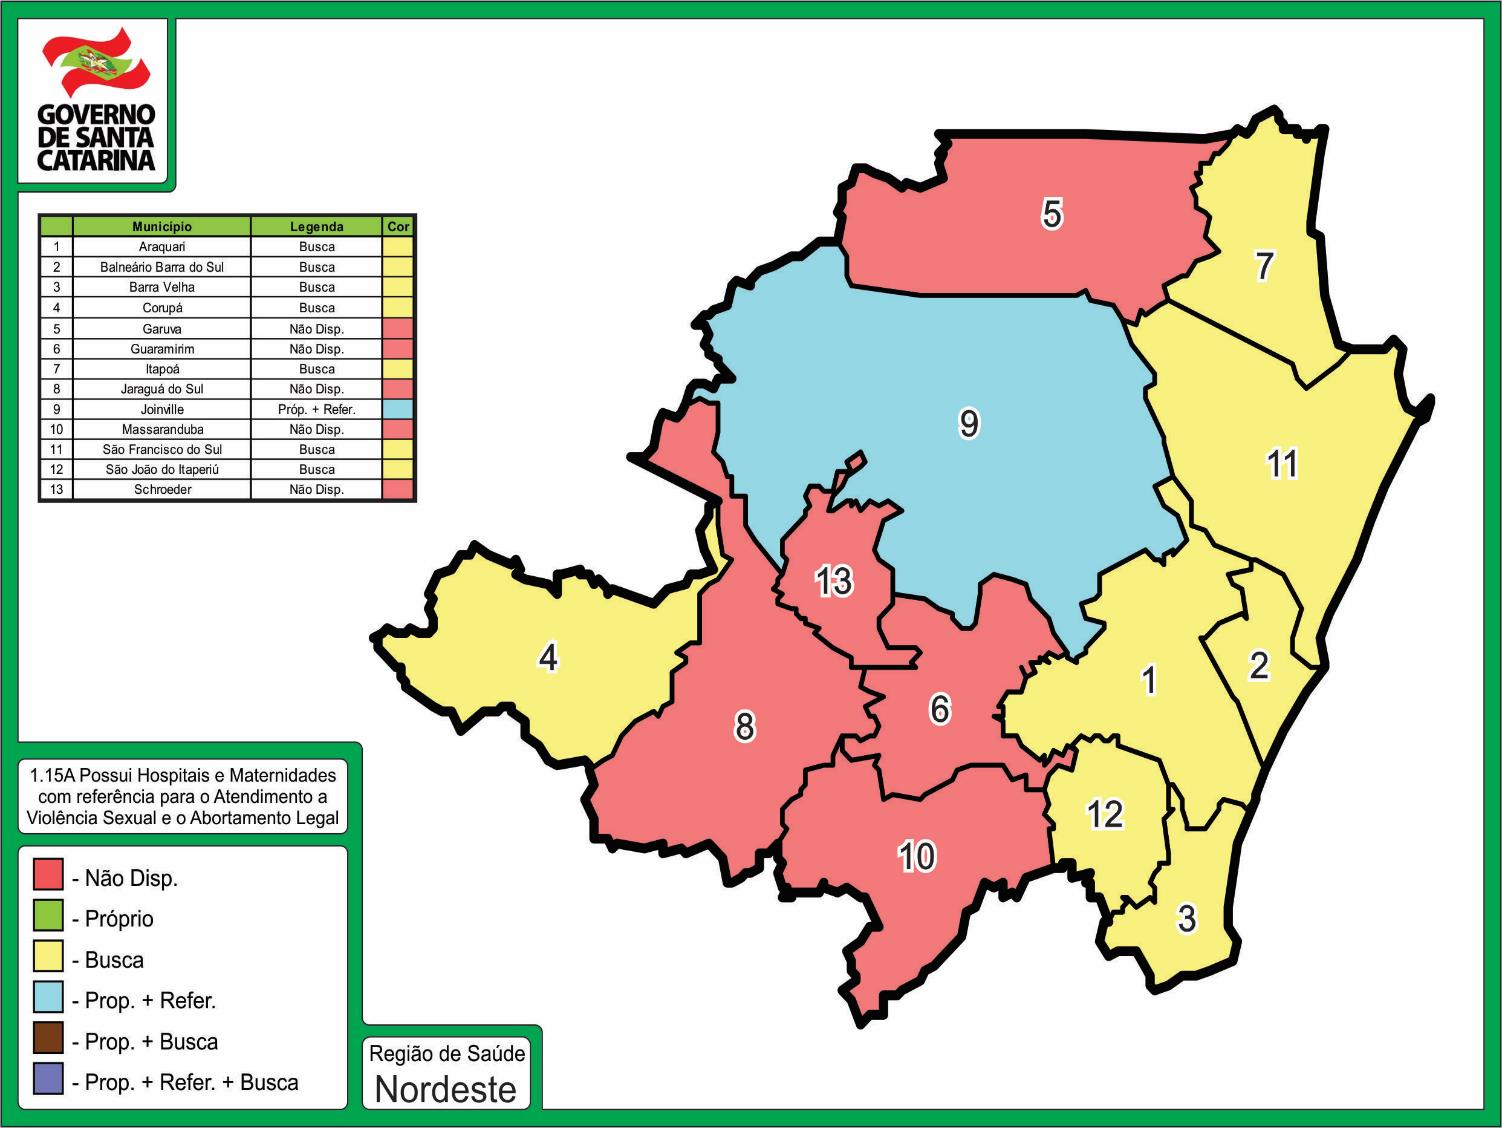 GOVERNO
DE SANTA
CATARINA
Município Legenda Cor
1 Araquari Busca
2 Balneário Barra do Sul Busca
3 Barra Velha Busca
4 Corupá Busca
5 Garuva Não Disp.
6 Guaramirim Não Disp.
7 Itapoá Busca
8 Jaraguá do Sul Não Disp.
9 Joinville Próp. + Refer.
10 Massaranduba Não Disp.
11 São Francisco do Sul Busca
12 São João do Itaperiú Busca
13 Schroeder Não Disp.
5
7
9
11
13
4
1
2
6
8
12
10
3
1.15A Possui Hospitais e Maternidades
com referência para o Atendimento a
Violência Sexual e o Abortamento Legal
- Não Disp.
- Próprio
- Busca
- Prop. + Refer.
- Prop. + Busca
- Prop. + Refer. + Busca
Região de Saúde
Nordeste